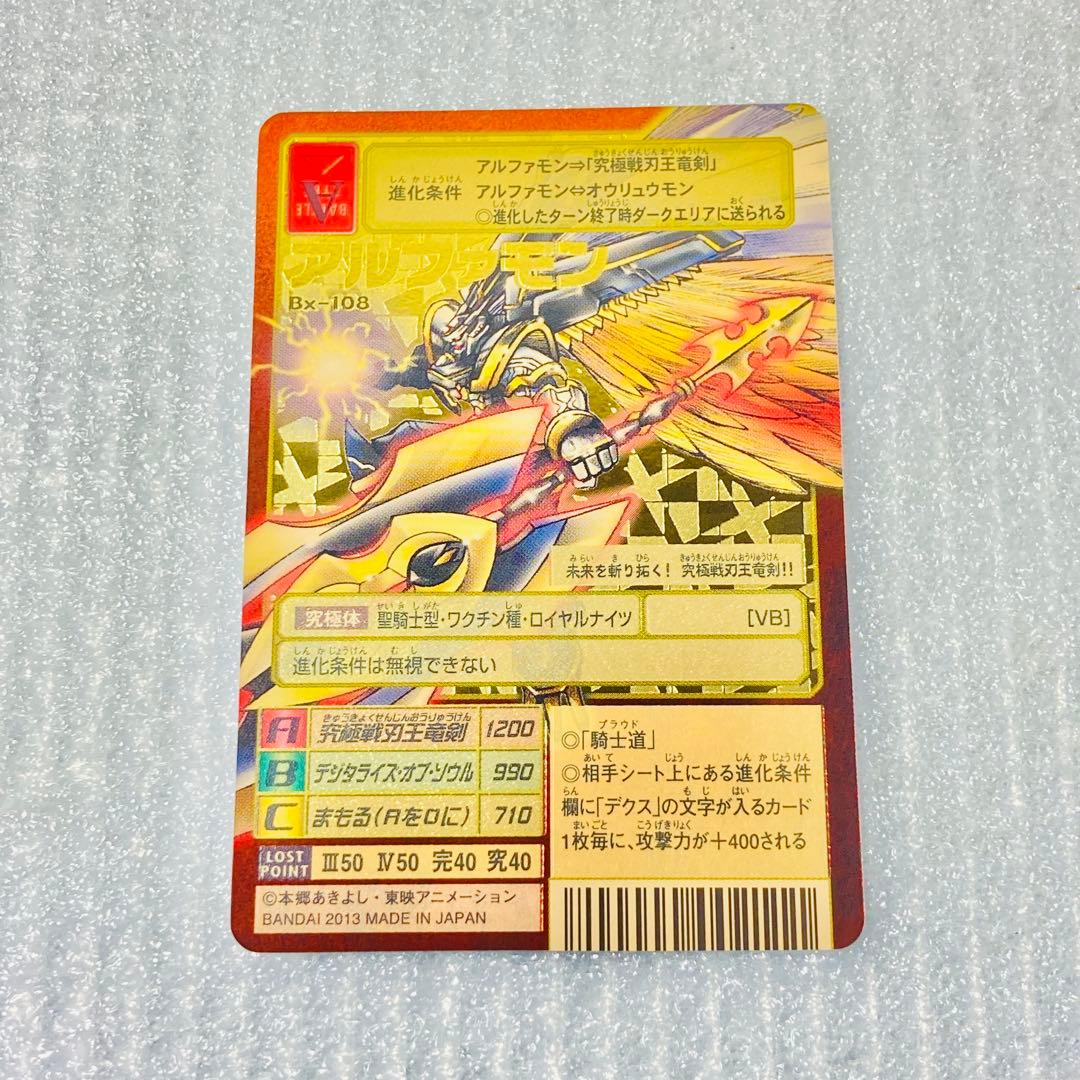 アルファモン⇒「究極戦刃王竜剣」
進化条件 アルファモン⇔オウリュウモン
◎進化したターン終了時ダークエリアに送られる
A
アルファモン
Bx-108
未来を斬り拓く! 究極戦刃王竜剣!!
究極体 聖騎士型・ワクチン種・ロイヤルナイツ [VB]
進化条件は無視できない
A 究極戦刃王竜剣 1200
B デジタライズ・オブ・ソウル 990
C まもる(AをOに) 710
LOST POINT Ⅲ50 Ⅳ50 完40 究40
©本郷あきよし・東映アニメーション
BANDAI 2013 MADE IN JAPAN
◎「騎士道」
◎相手シート上にある進化条件
欄に「デクス」の文字が入るカード
1枚毎に、攻撃力が+400される